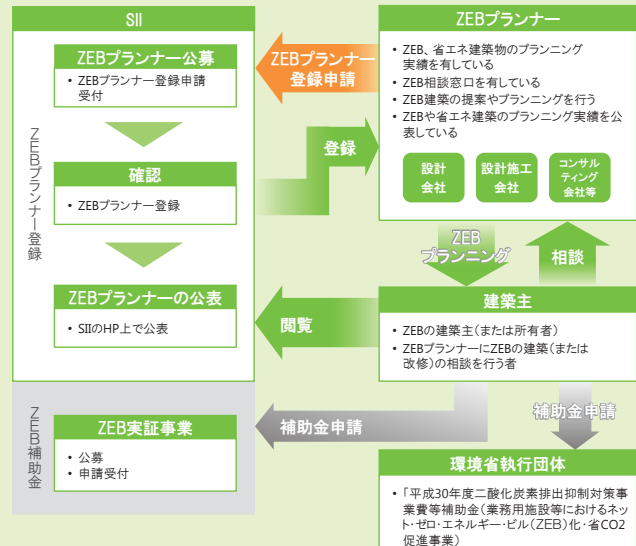 SII
ZEBプランナー登録
ZEBプランナー公募
• ZEBプランナー登録申請
受付
確認
• ZEBプランナー登録
ZEBプランナーの公表
• SIIのHP上で公表
ZEB補助金
ZEB実証事業
• 公募
• 申請受付
ZEBプランナー
登録申請
登録
閲覧
補助金申請
ZEBプランナー
• ZEB、省エネ建築物のプランニング
実績を有している
• ZEB相談窓口を有している
• ZEB建築の提案やプランニングを行う
• ZEBや省エネ建築のプランニング実績を公
表している
設計
会社
設計施工
会社
コンサル
ティング
会社等
ZEB
プランニング
相談
建築主
• ZEBの建築主(または所有者)
• ZEBプランナーにZEBの建築(または
改修)の相談を行う者
補助金申請
環境省執行団体
• 「平成30年度二酸化炭素排出抑制対策事
業費等補助金(業務用施設等におけるネッ
ト・ゼロ・エネルギー・ビル(ZEB)化・省CO2
促進事業)